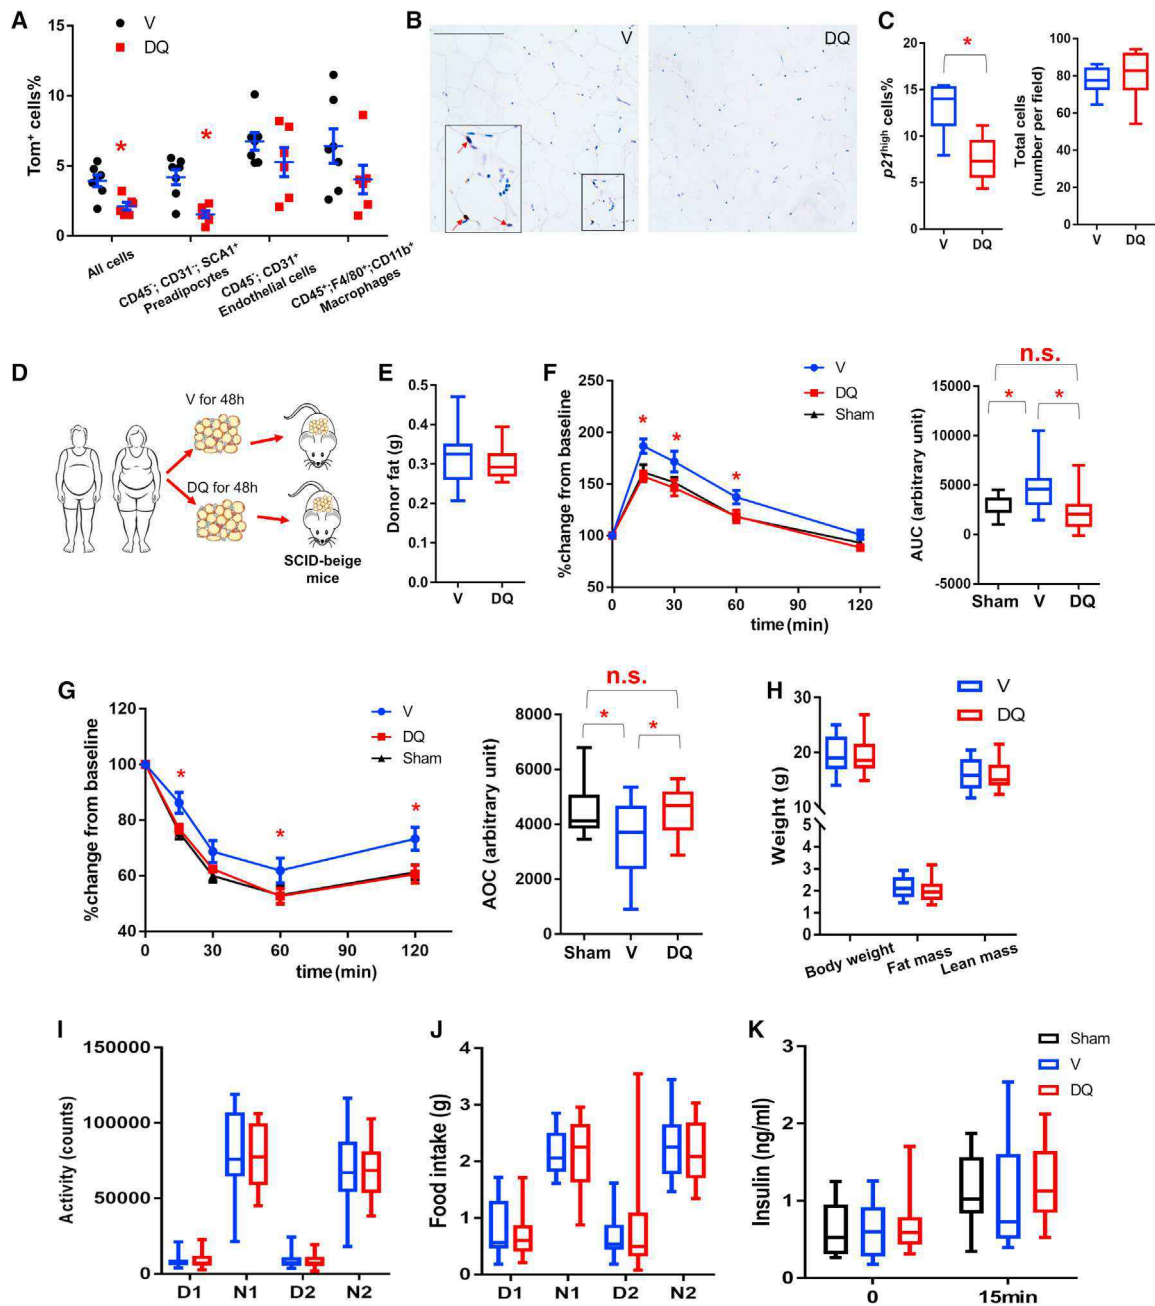 A
V
DQ
Tom+ cells%
15
10
5
0
*
*
All cells
CD45-; CD31-; SCA1+
Preadipocytes
CD45-; CD31+
Endothelial cells
CD45+;F4/80+;CD11b+
Macrophages
B
V
DQ
C
p21high cells%
20
15
10
5
0
*
V
DQ
Total cells
(number per field)
100
80
60
40
20
0
V
DQ
D
V for 48h
DQ for 48h
SCID-beige
mice
E
Donor fat (g)
0.5
0.4
0.3
0.2
0.1
0.0
V
DQ
F
V
DQ
Sham
%change from baseline
250
200
150
100
50
*
*
*
0
30
60
90
120
time (min)
n.s.
*
*
AUC (arbitrary unit)
15000
10000
5000
0
-5000
Sham
V
DQ
G
V
DQ
Sham
%change from baseline
120
100
80
60
40
*
*
*
0
30
60
90
120
time (min)
n.s.
*
*
AOC (arbitrary unit)
8000
6000
4000
2000
0
Sham
V
DQ
H
V
DQ
Weight (g)
30
20
10
5
4
3
2
1
0
Body weight
Fat mass
Lean mass
I
Activity (counts)
150000
100000
50000
0
D1
N1
D2
N2
J
Food intake (g)
4
3
2
1
0
D1
N1
D2
N2
K
Sham
V
DQ
Insulin (ng/ml)
3
2
1
0
0
15min